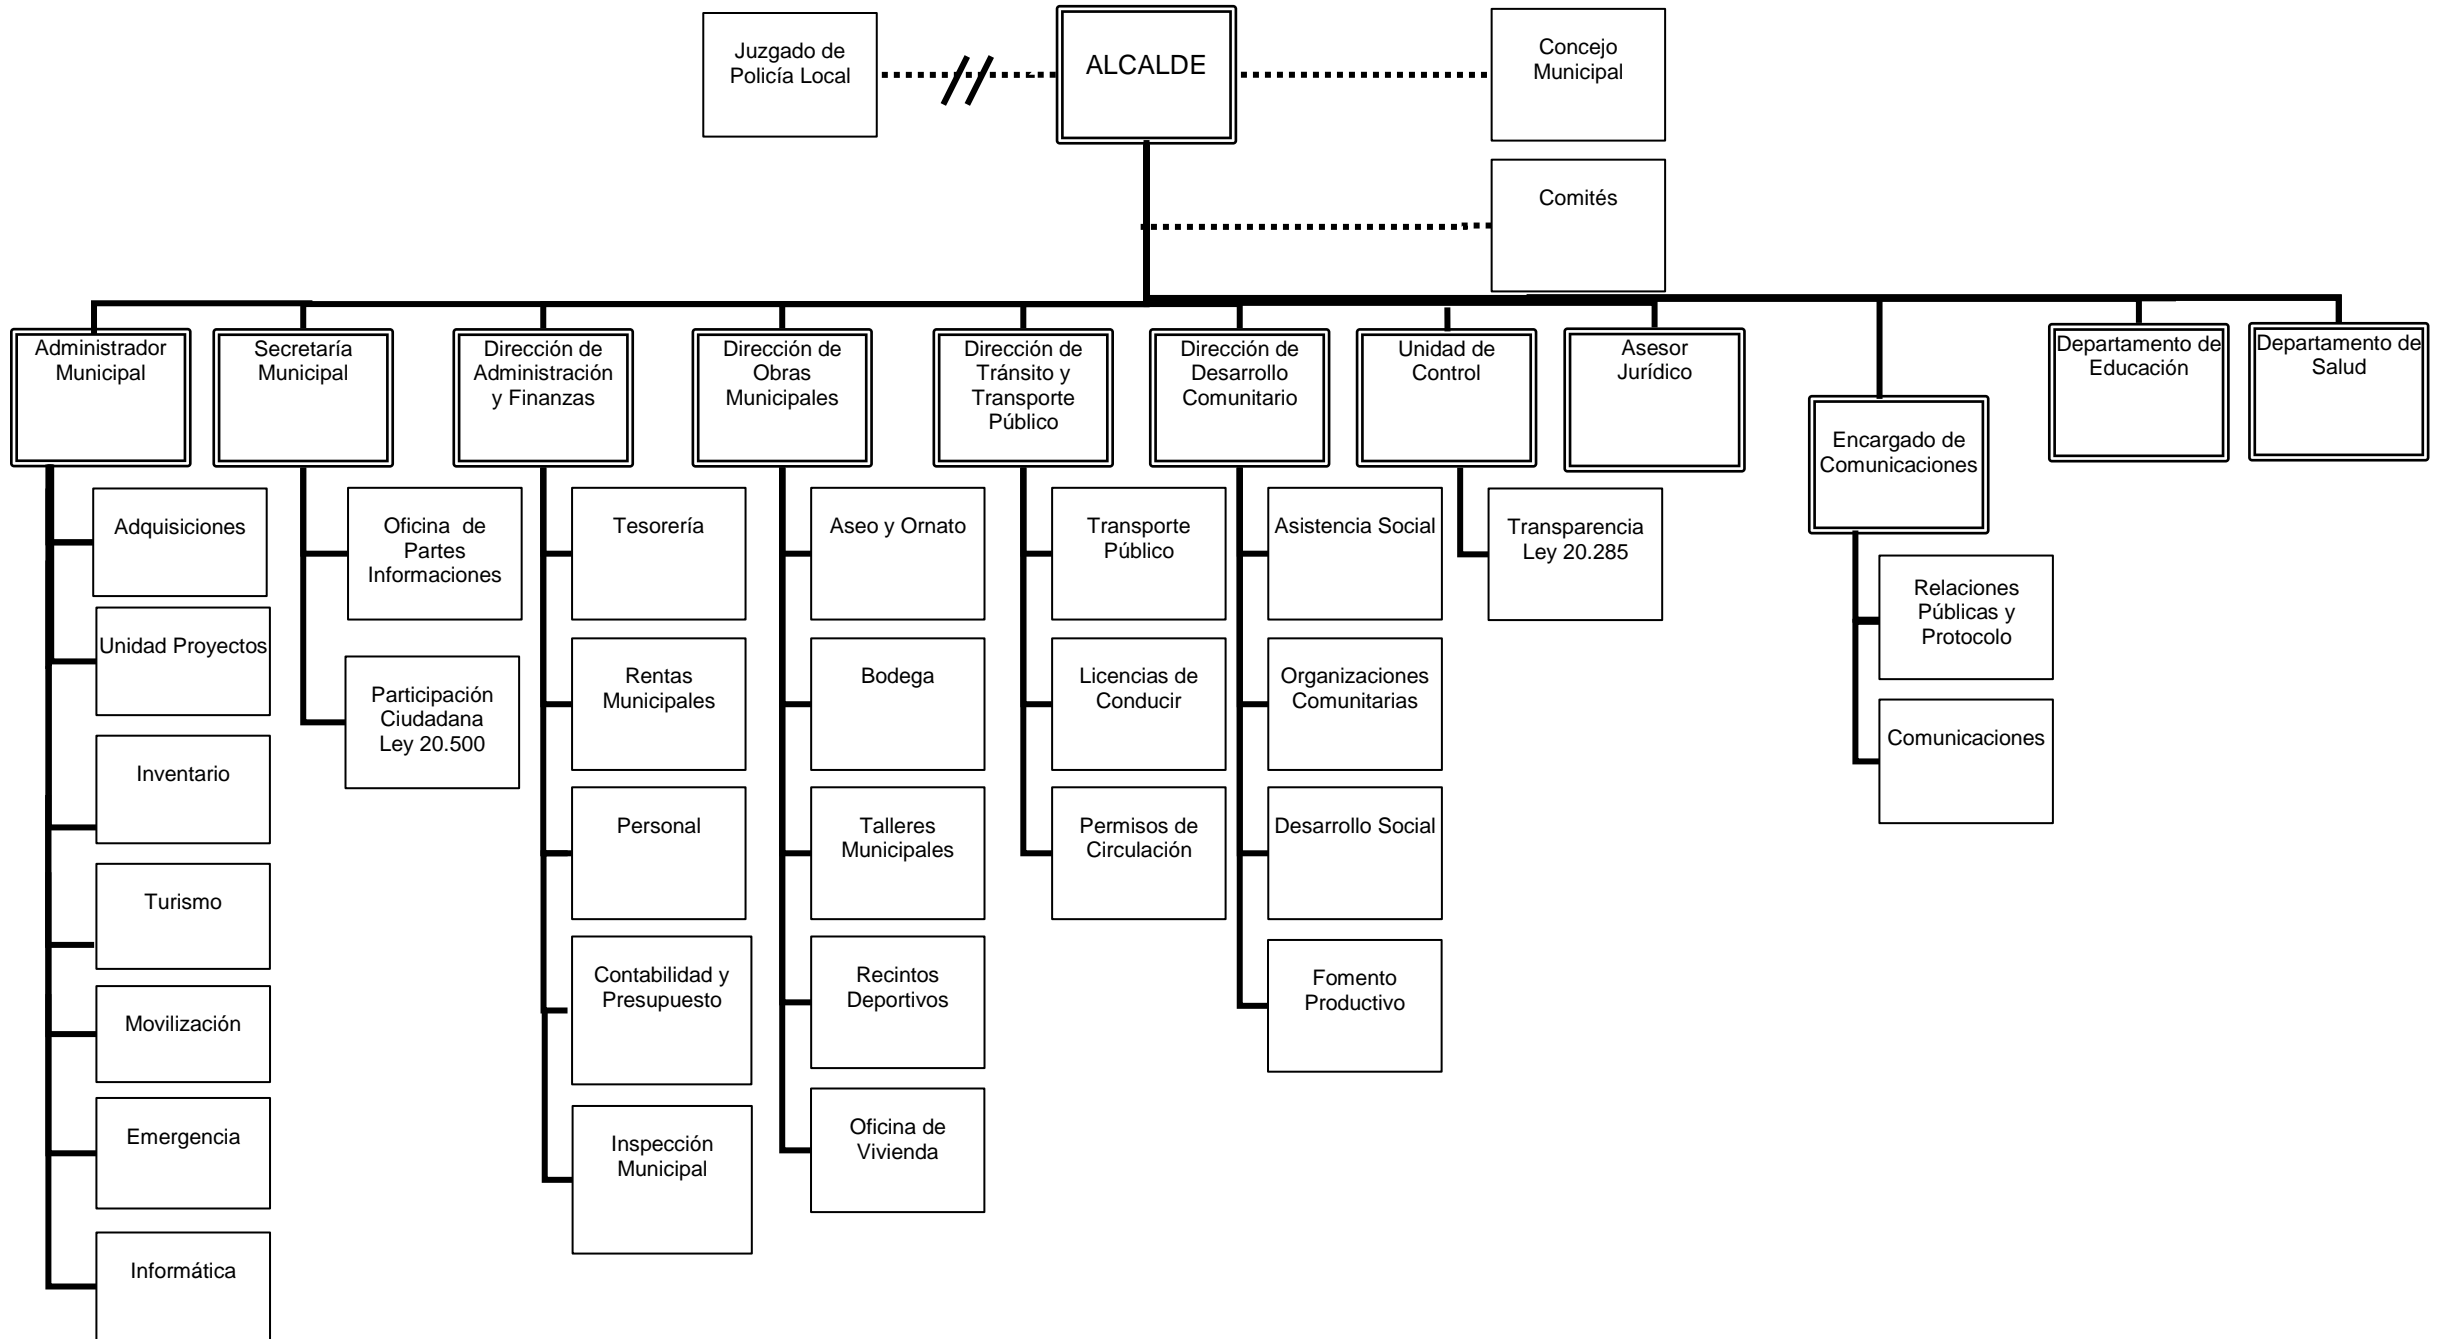 Juzgado de
Policía Local
ALCALDE
Concejo
Municipal
Comités
Administrador
Municipal
Secretaría
Municipal
Dirección de
Administración
y Finanzas
Dirección de
Obras
Municipales
Dirección de
Tránsito y
Transporte
Público
Dirección de
Desarrollo
Comunitario
Unidad de
Control
Asesor
Jurídico
Encargado de
Comunicaciones
Departamento de
Educación
Departamento de
Salud
Adquisiciones
Unidad Proyectos
Inventario
Turismo
Movilización
Emergencia
Informática
Oficina de
Partes
Informaciones
Participación
Ciudadana
Ley 20.500
Tesorería
Rentas
Municipales
Personal
Contabilidad y
Presupuesto
Inspección
Municipal
Aseo y Ornato
Bodega
Talleres
Municipales
Recintos
Deportivos
Oficina de
Vivienda
Transporte
Público
Licencias de
Conducir
Permisos de
Circulación
Asistencia Social
Organizaciones
Comunitarias
Desarrollo Social
Fomento
Productivo
Transparencia
Ley 20.285
Relaciones
Públicas y
Protocolo
Comunicaciones